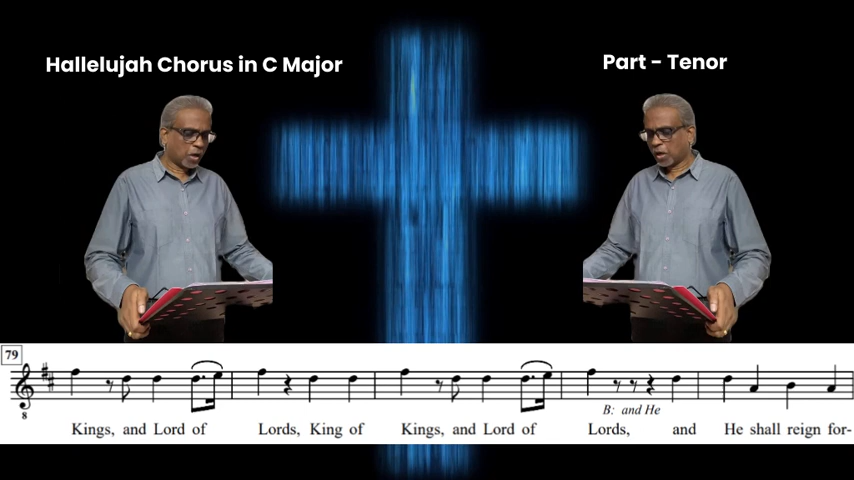 Hallelujah Chorus in C Major
Part - Tenor
79
8
B: and He
Kings, and Lord of Lords, King of Kings, and Lord of Lords, and He shall reign for-